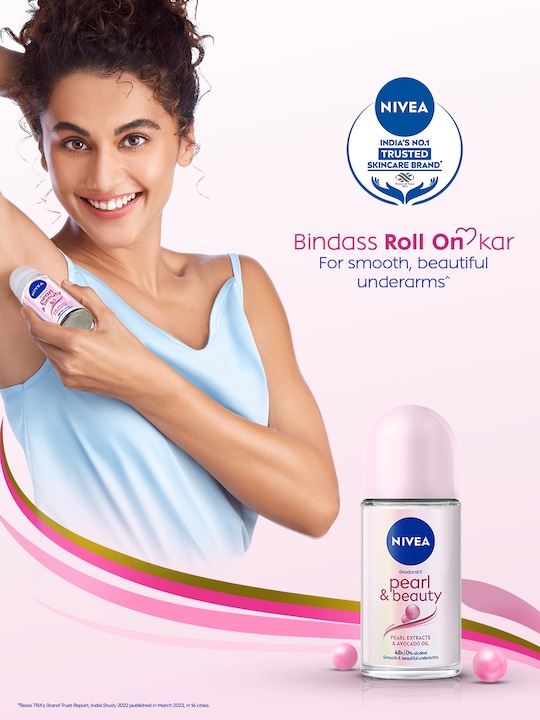 NIVEA
INDIA'S NO.1
TRUSTED
SKINCARE BRAND*
Bindass Roll On kar
For smooth, beautiful
underarms^
NIVEA
pearl
& beauty
NIVEA
deodorant
pearl
& beauty
PEARL EXTRACTS
& AVOCADO OIL
48h | 0% alcohol
Smooth & beautiful underarms
*Basis TRA's Brand Trust Report, India Study 2022 published in March 2023, in 16 cities.